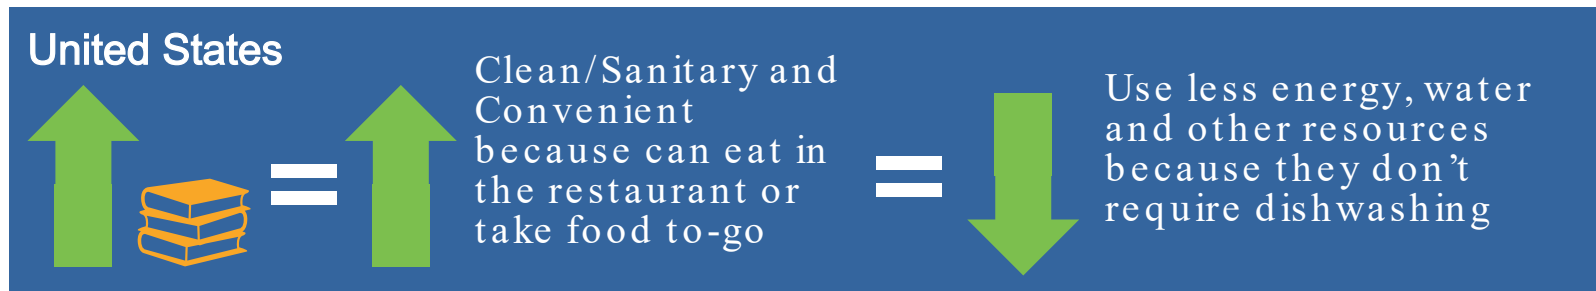 United States
Clean/Sanitary and
Convenient
because can eat in
the restaurant or
take food to-go
Use less energy, water
and other resources
because they don’t
require dishwashing